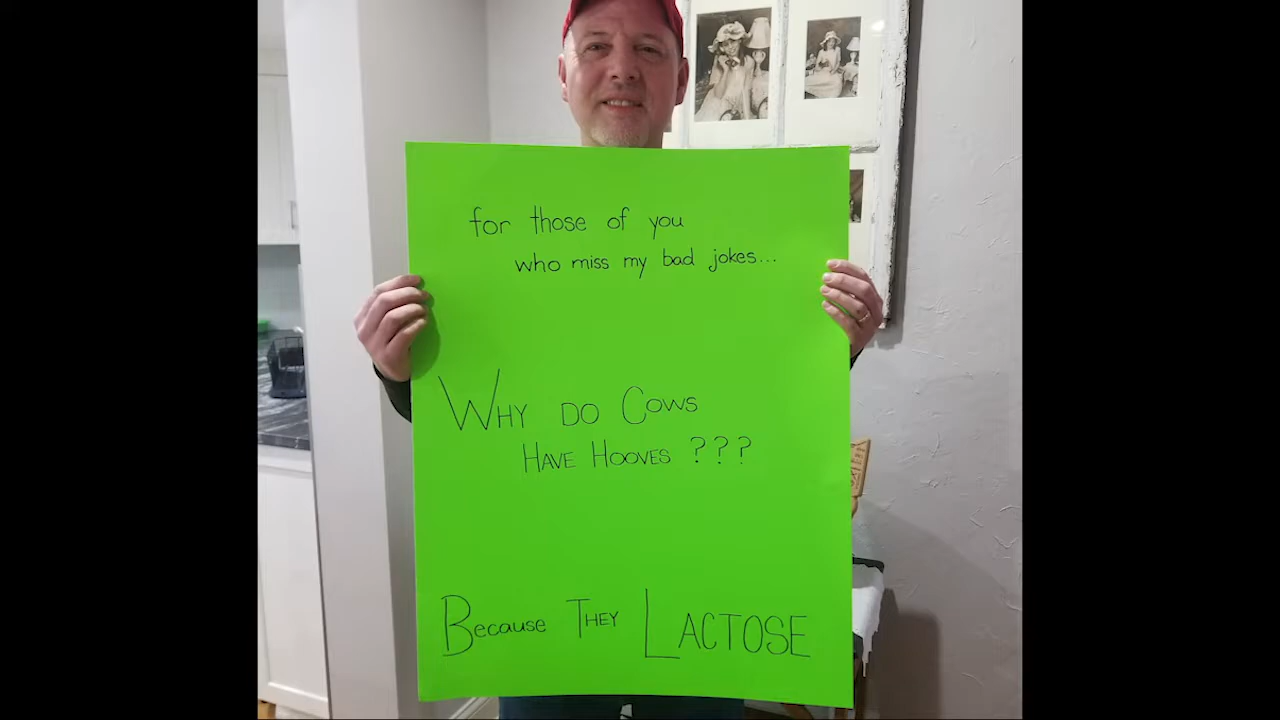 for those of you
who miss my bad jokes...
WHY DO COWS
HAVE HOOVES ???
Because THEY LACTOSE